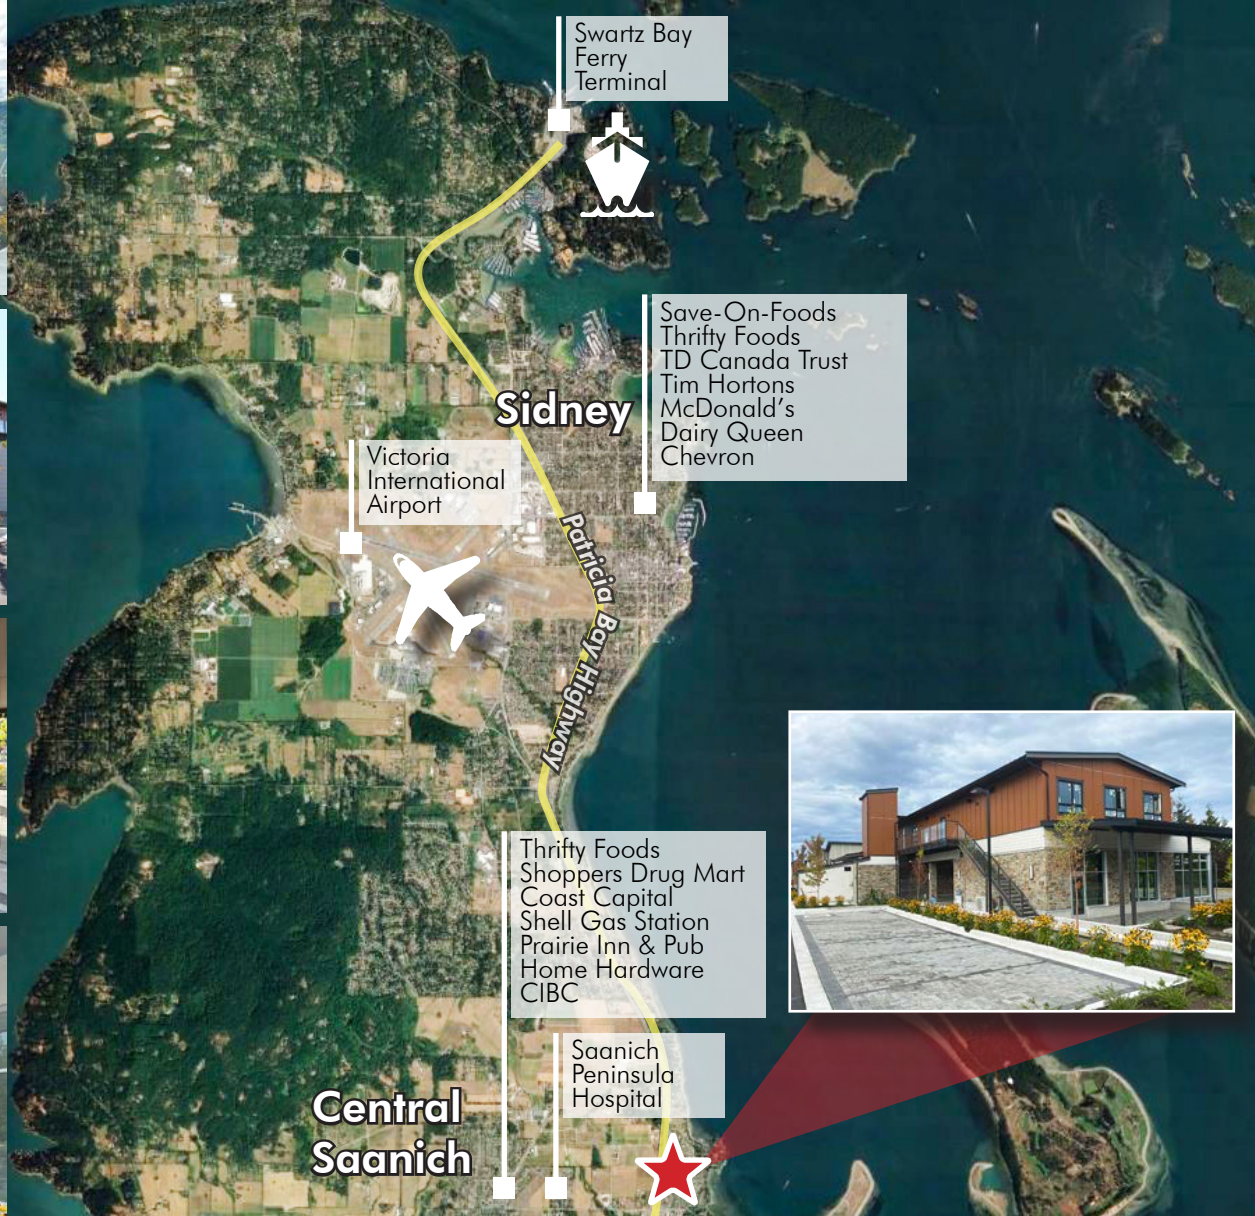 Swartz Bay
Ferry
Terminal
Save-On-Foods
Thrifty Foods
TD Canada Trust
Tim Hortons
McDonald’s
Dairy Queen
Chevron
Sidney
Victoria
International
Airport
Patricia Bay Highway
Thrifty Foods
Shoppers Drug Mart
Coast Capital
Shell Gas Station
Prairie Inn & Pub
Home Hardware
CIBC
Saanich
Peninsula
Hospital
Central
Saanich